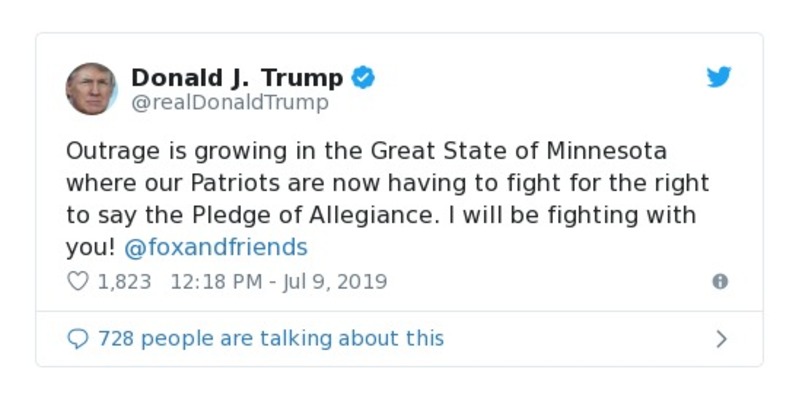 Donald J. Trump
@realDonaldTrump
Outrage is growing in the Great State of Minnesota
where our Patriots are now having to fight for the right
to say the Pledge of Allegiance. I will be fighting with
you! @foxandfriends
1,823 12:18 PM - Jul 9, 2019
728 people are talking about this